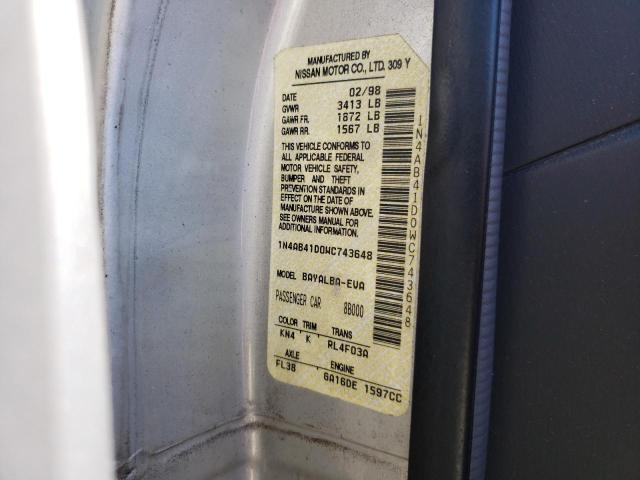 MANUFACTURED BY
NISSAN MOTOR CO., LTD. 309 Y
DATE 02/98
GVWR 3413 LB
GAWR FR. 1872 LB
GAWR RR. 1567 LB
THIS VEHICLE CONFORMS TO
ALL APPLICABLE FEDERAL
MOTOR VEHICLE SAFETY,
BUMPER AND THEFT
PREVENTION STANDARDS IN
EFFECT ON THE DATE OF
MANUFACTURE SHOWN ABOVE.
SEE OWNERS MANUAL FOR
ADDITIONAL INFORMATION.
1N4AB41D0WC743648
MODEL BAYALBA-EVA
PASSENGER CAR 8B000
COLOR TRIM TRANS
KN4 K RL4F03A
AXLE ENGINE
FL38 GA16DE 1597CC
1N4AB41D0WC743648